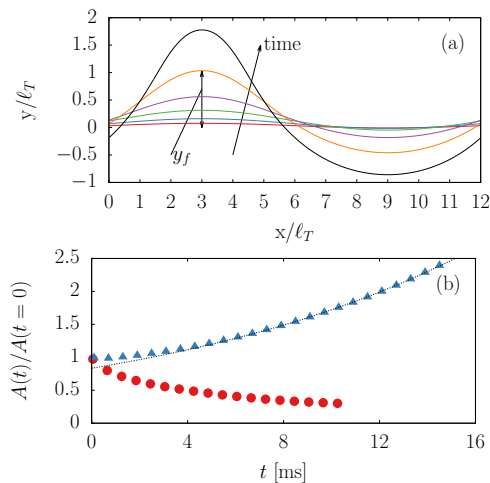 2
1.5
1
0.5
0
−0.5
−1
y/ℓ_T
time
(a)
y_f
0 1 2 3 4 5 6 7 8 9 10 11 12
x/ℓ_T
2.5
2
1.5
1
0.5
0
A(t)/A(t = 0)
(b)
0 4 8 12 16
t [ms]